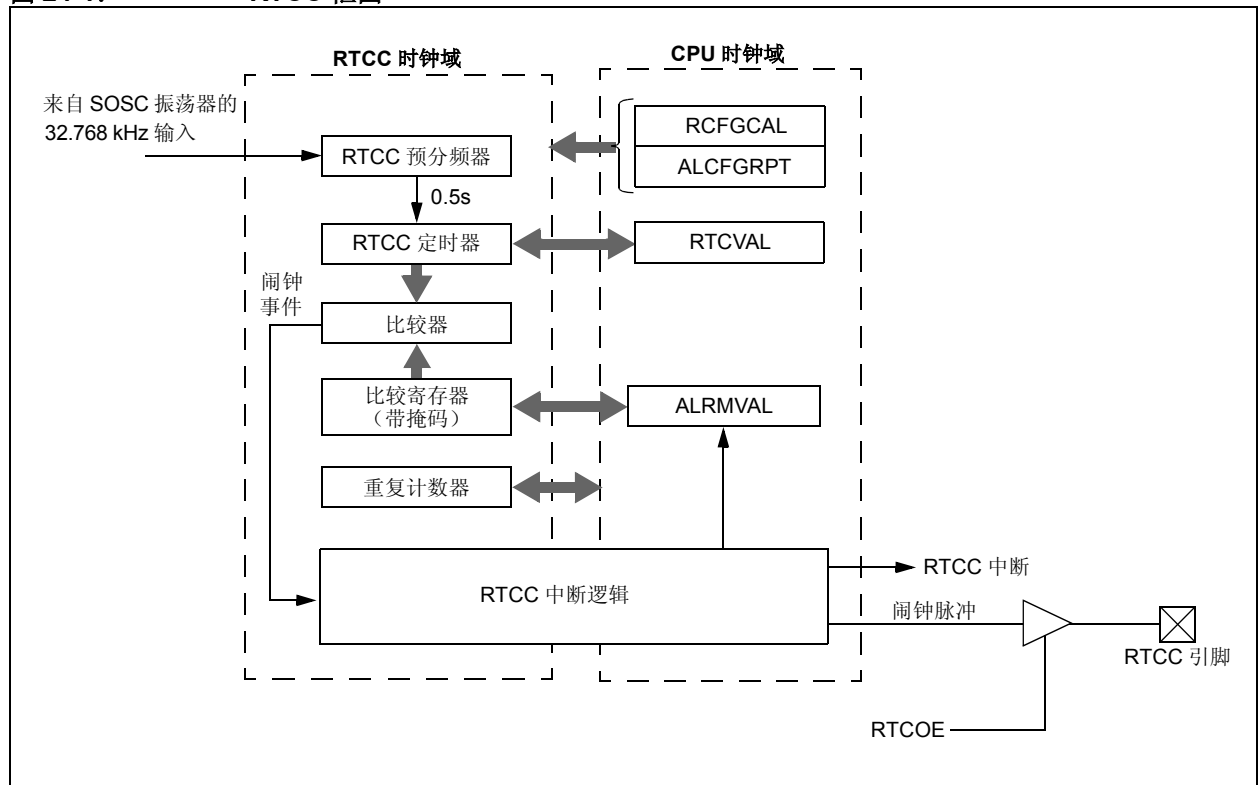 RTCC 时钟域
CPU 时钟域
来自 SOSC 振荡器的
32.768 kHz 输入
RCFGCAL
ALCFGRPT
RTCC 预分频器
0.5s
RTCC 定时器
RTCVAL
闹钟
事件
比较器
比较寄存器
（带掩码）
ALRMVAL
重复计数器
RTCC 中断逻辑
RTCC 中断
闹钟脉冲
RTCC 引脚
RTCOE